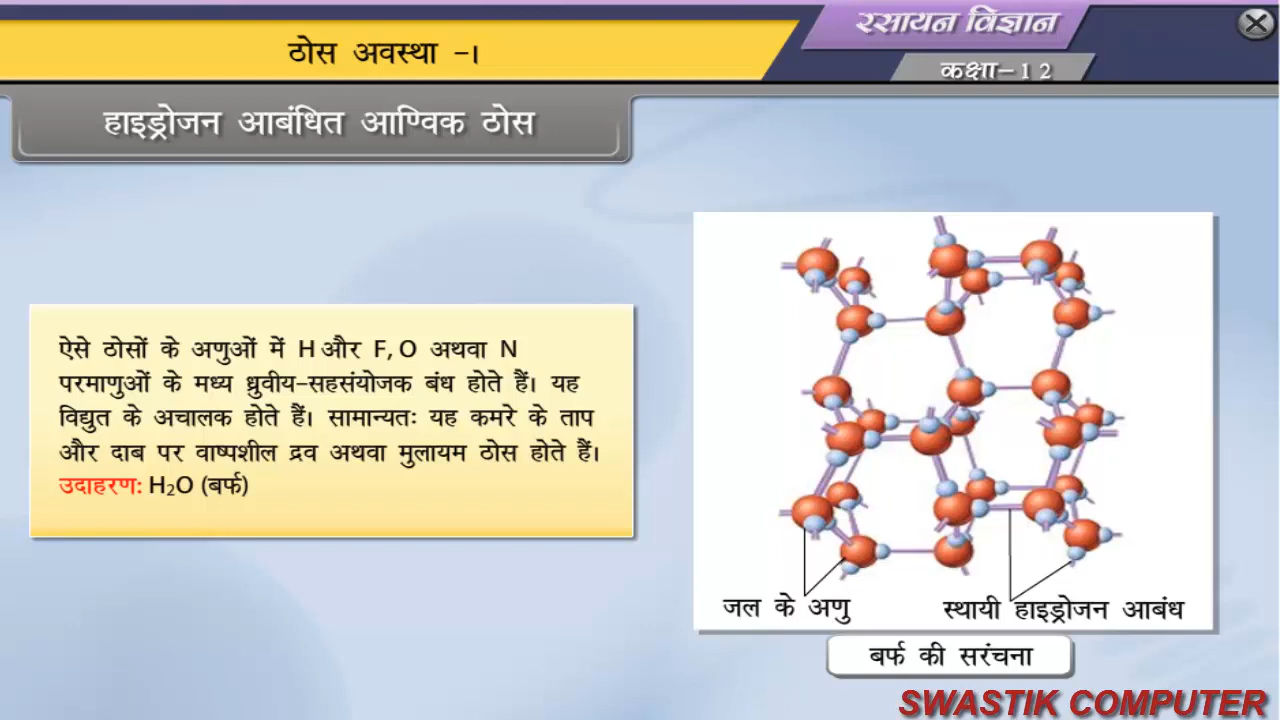 रसायन विज्ञान
ठोस अवस्था -।
कक्षा-12
हाइड्रोजन आबंधित आण्विक ठोस
ऐसे ठोसों के अणुओं में H और F, O अथवा N
परमाणुओं के मध्य ध्रुवीय-सहसंयोजक बंध होते हैं। यह
विद्युत के अचालक होते हैं। सामान्यतः यह कमरे के ताप
और दाब पर वाष्पशील द्रव अथवा मुलायम ठोस होते हैं।
उदाहरण: H₂O (बर्फ)
जल के अणु
स्थायी हाइड्रोजन आबंध
बर्फ की सरंचना
SWASTIK COMPUTER